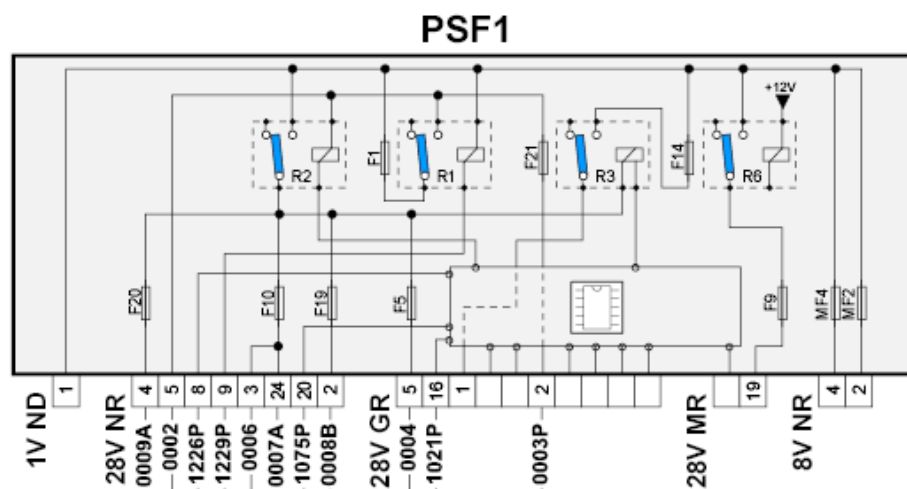 PSF1
+12V
F1
F21
F14
R2
R1
R3
R6
F20
F10
F19
F5
F9
MF4
MF2
1
4
5
8
9
3
24
20
2
5
16
1
2
19
4
2
1V ND
28V NR
0009A
0002
1226P
1229P
0006
0007A
1075P
0008B
28V GR
0004
1021P
0003P
28V MR
8V NR